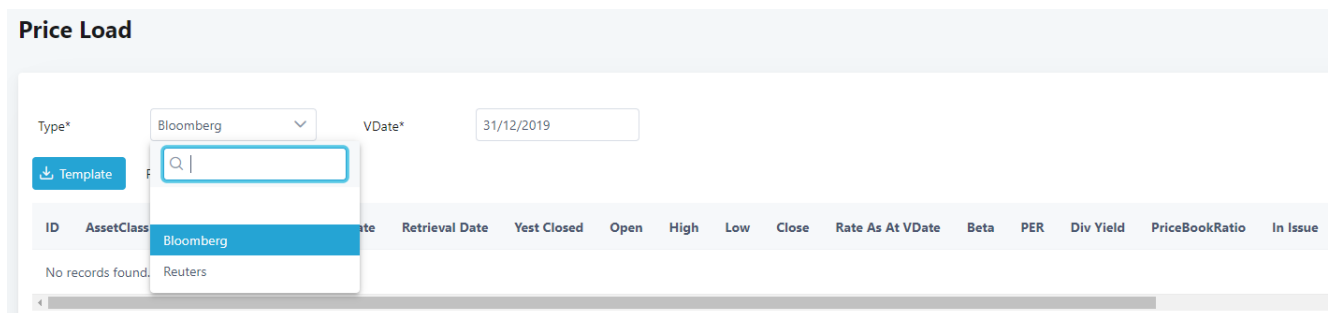 Price Load
Type* Bloomberg VDate* 31/12/2019
Template
ID AssetClass Retrieval Date Yest Closed Open High Low Close Rate As At VDate Beta PER Div Yield PriceBookRatio In Issue
Bloomberg
No records found. Reuters